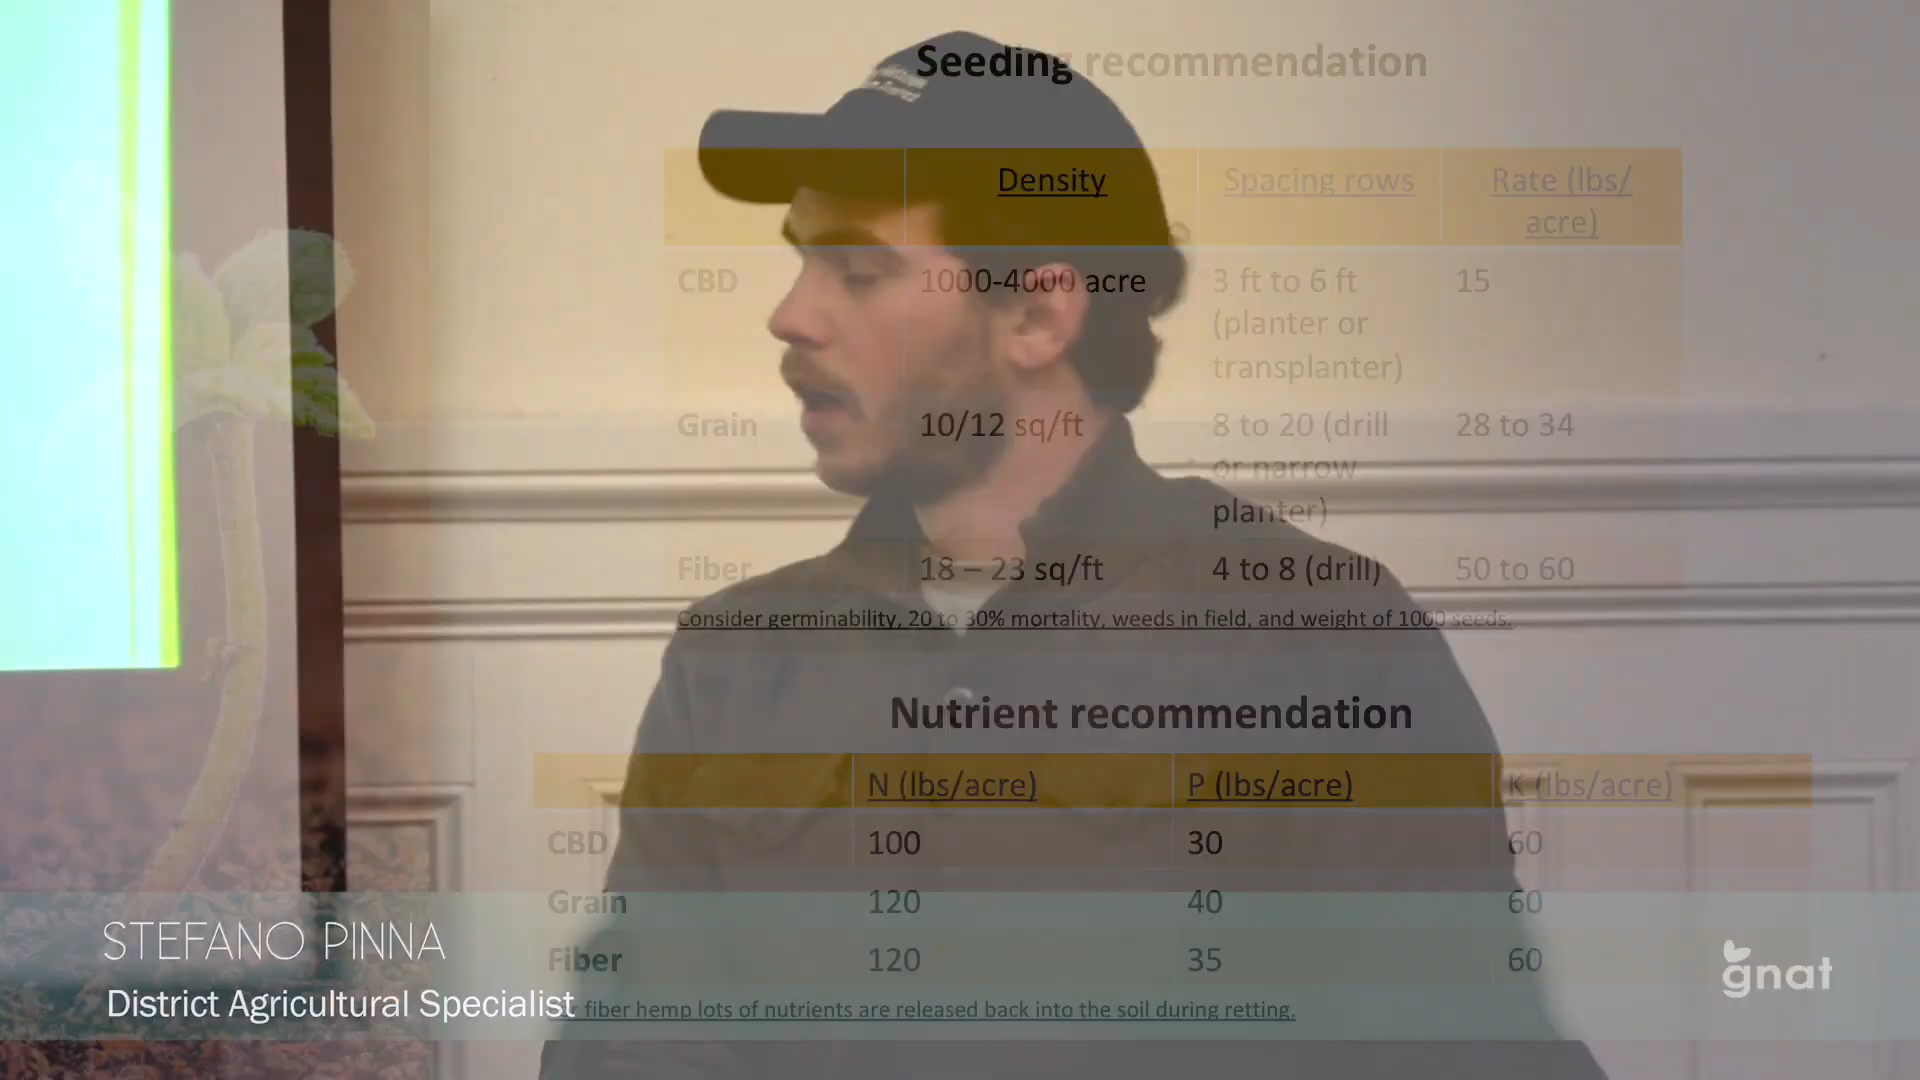 Seeding recommendation
Density Spacing rows Rate (lbs/
acre)
CBD 1000-4000 acre 3 ft to 6 ft 15
(planter or
transplanter)
Grain 10/12 sq/ft 8 to 20 (drill 28 to 34
or narrow
planter)
Fiber 18 – 23 sq/ft 4 to 8 (drill) 50 to 60
Consider germinability, 20 to 30% mortality, weeds in field, and weight of 1000 seeds.
Nutrient recommendation
N (lbs/acre) P (lbs/acre) K (lbs/acre)
CBD 100 30 60
Grain 120 40 60
Fiber 120 35 60
fiber hemp lots of nutrients are released back into the soil during retting.
STEFANO PINNA
District Agricultural Specialist
gnat